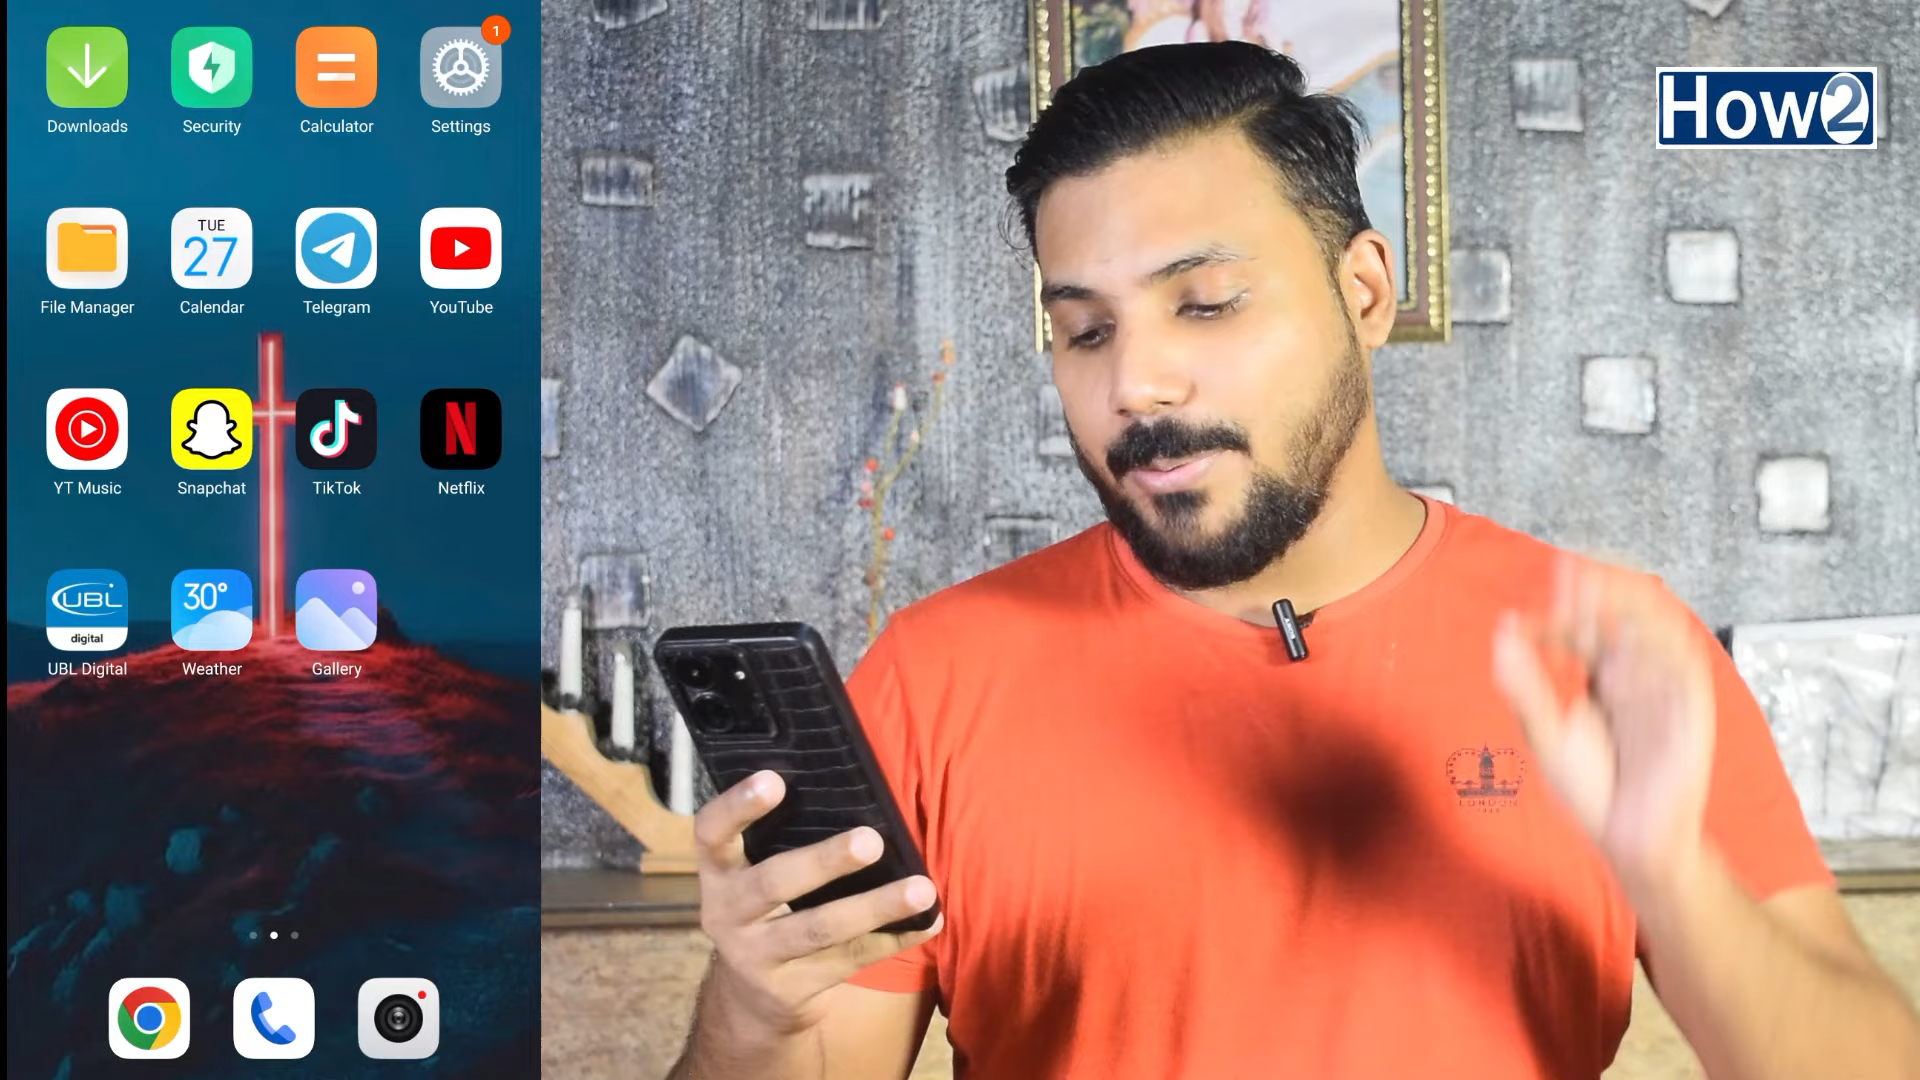 1
Downloads
Security
Calculator
Settings
TUE
27
File Manager
Calendar
Telegram
YouTube
YT Music
Snapchat
TikTok
N
Netflix
UBL
digital
30°
UBL Digital
Weather
Gallery
How2
LONDON